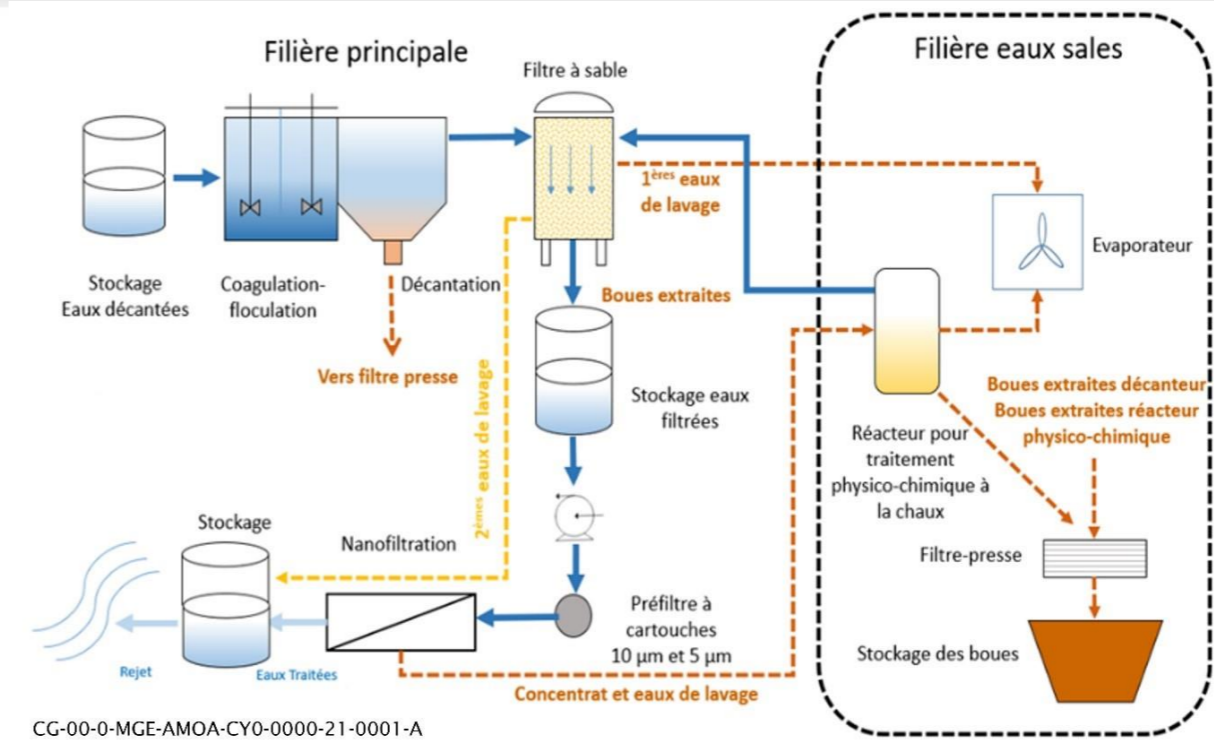 Filière principale
Filière eaux sales
Filtre à sable
1ères eaux
de lavage
Evaporateur
Stockage
Eaux décantées
Coagulation-
floculation
Décantation
Boues extraites
Vers filtre presse
2èmes eaux de lavage
Stockage eaux
filtrées
Boues extraites décanteur
Boues extraites réacteur
physico-chimique
Réacteur pour
traitement
physico-chimique à
la chaux
Stockage
Nanofiltration
Filtre-presse
Préfiltre à
cartouches
10 µm et 5 µm
Stockage des boues
Rejet
Eaux Traitées
Concentrat et eaux de lavage
CG-00-0-MGE-AMOA-CY0-0000-21-0001-A